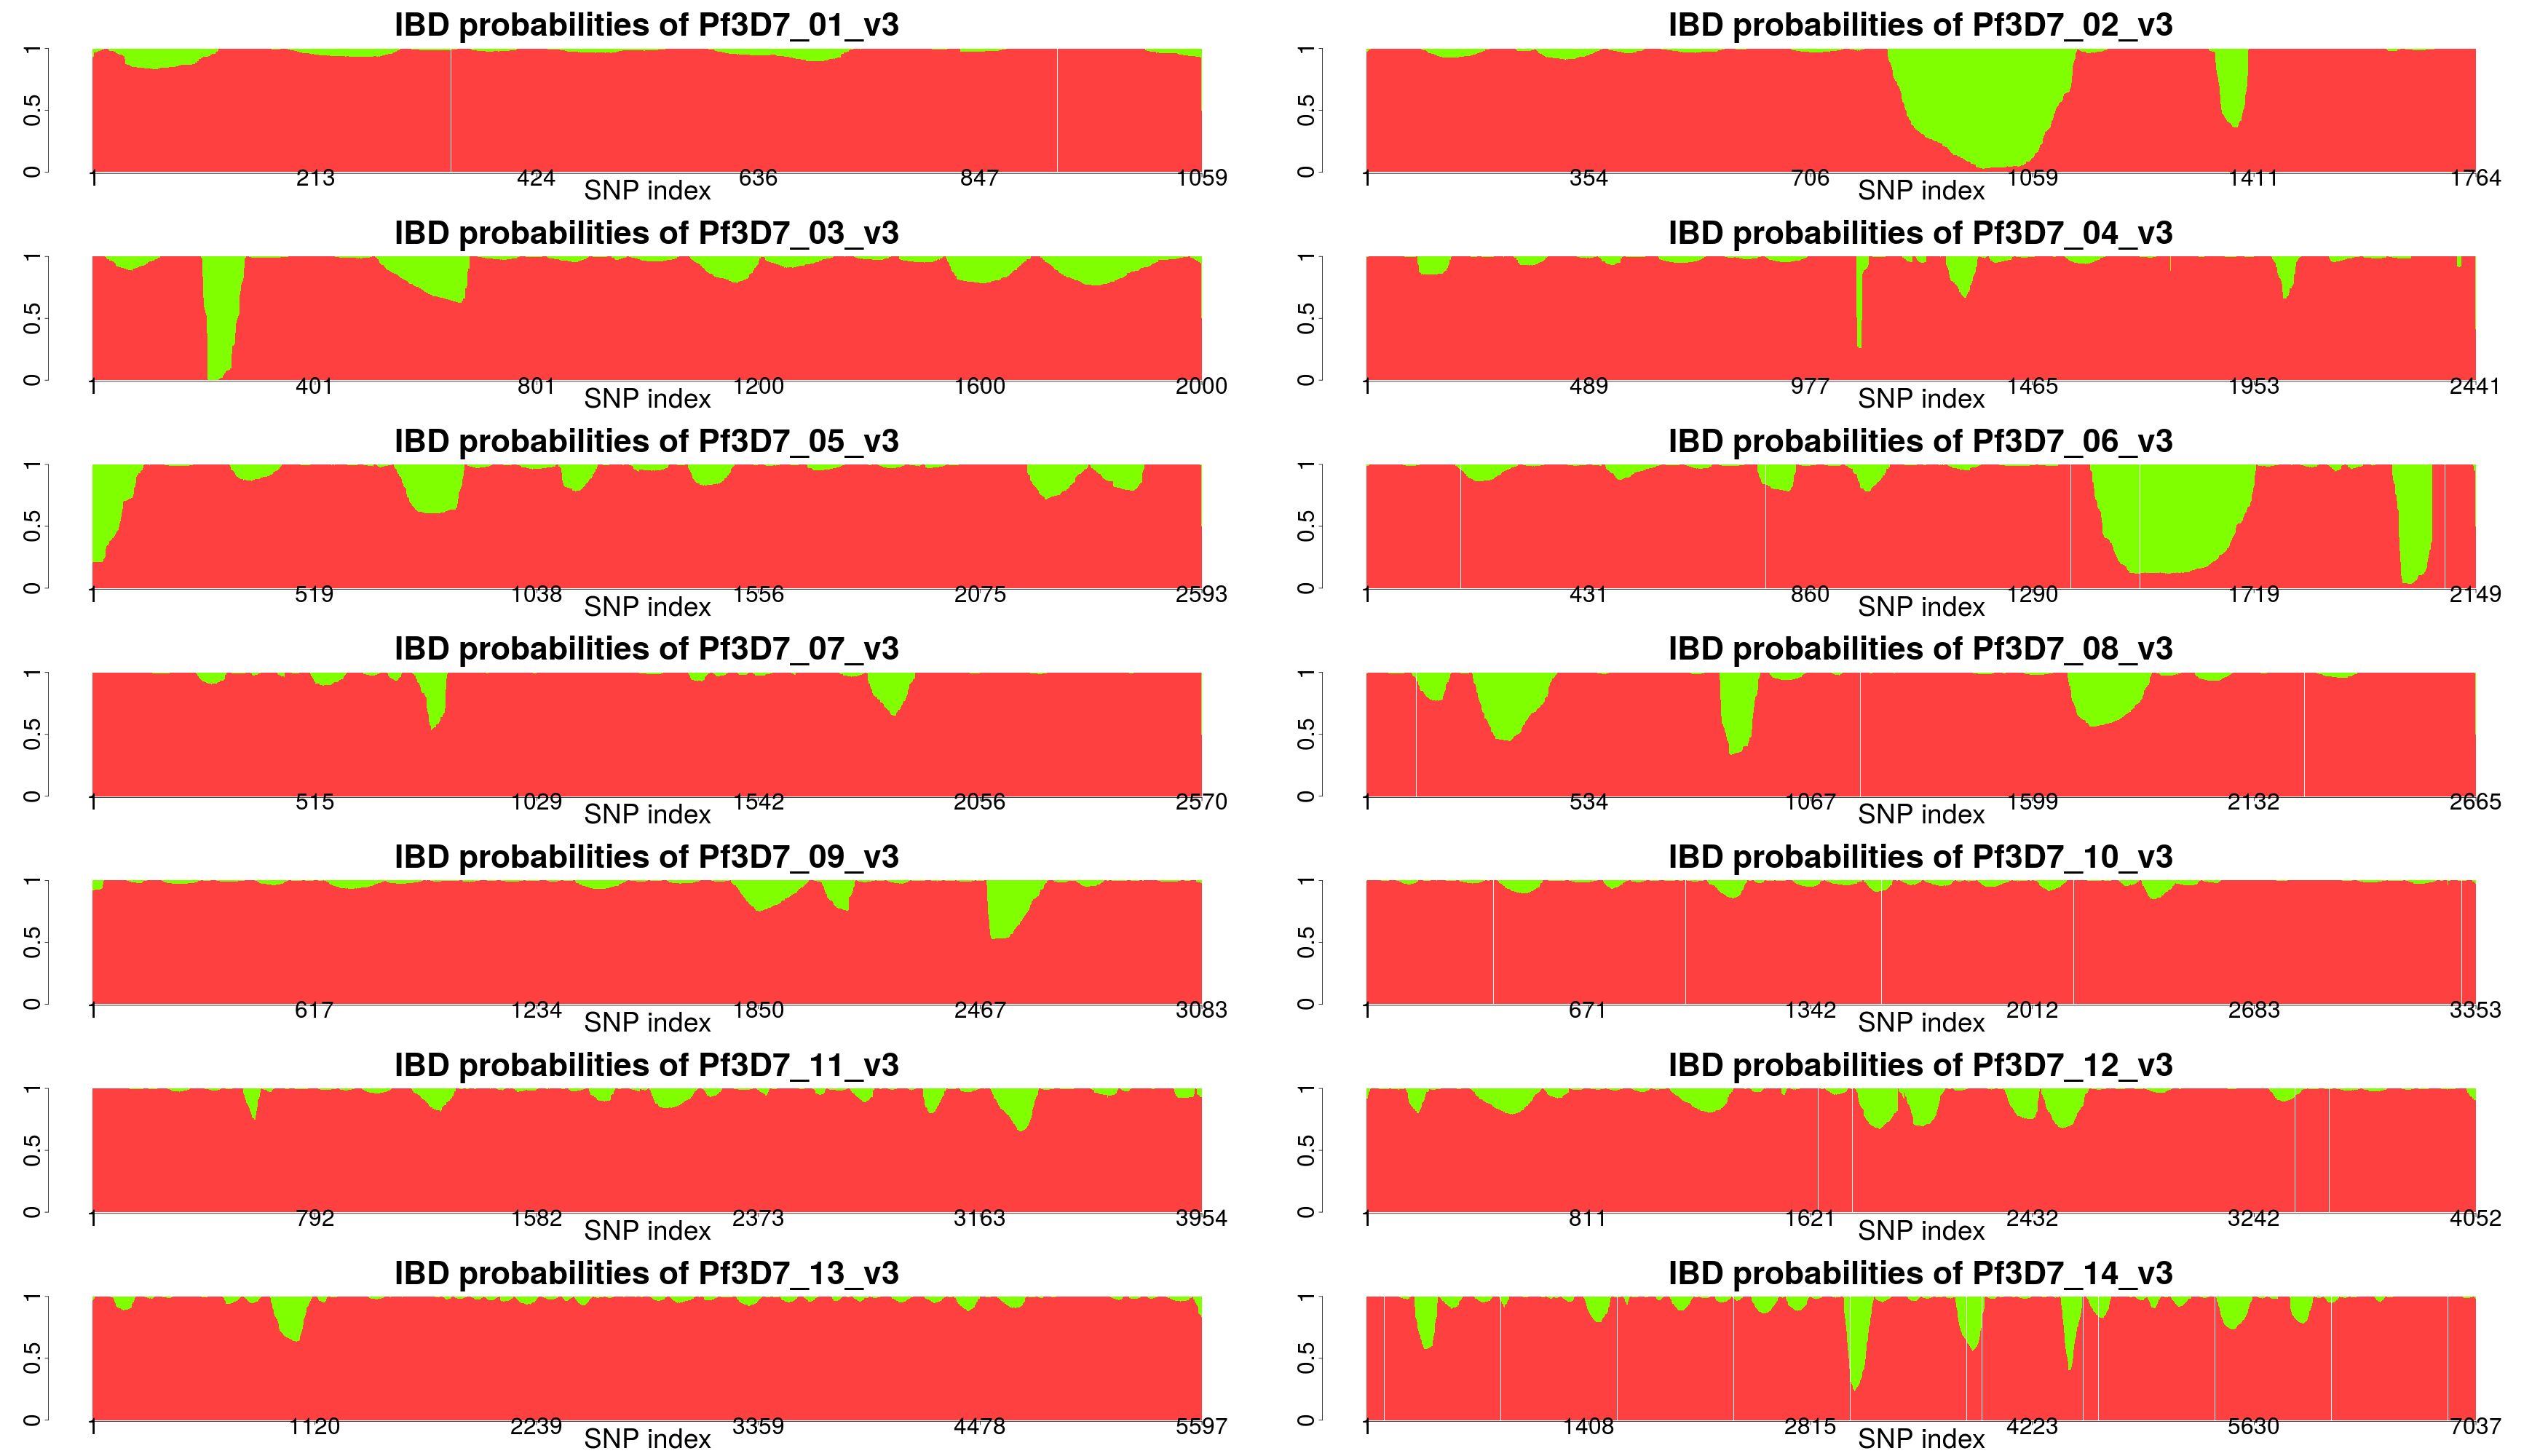 IBD probabilities of Pf3D7_01_v3
0 0.5 1
1 213 424 636 847 1059
SNP index
IBD probabilities of Pf3D7_02_v3
0 0.5 1
1 354 706 1059 1411 1764
SNP index
IBD probabilities of Pf3D7_03_v3
0 0.5 1
1 401 801 1200 1600 2000
SNP index
IBD probabilities of Pf3D7_04_v3
0 0.5 1
1 489 977 1465 1953 2441
SNP index
IBD probabilities of Pf3D7_05_v3
0 0.5 1
1 519 1038 1556 2075 2593
SNP index
IBD probabilities of Pf3D7_06_v3
0 0.5 1
1 431 860 1290 1719 2149
SNP index
IBD probabilities of Pf3D7_07_v3
0 0.5 1
1 515 1029 1542 2056 2570
SNP index
IBD probabilities of Pf3D7_08_v3
0 0.5 1
1 534 1067 1599 2132 2665
SNP index
IBD probabilities of Pf3D7_09_v3
0 0.5 1
1 617 1234 1850 2467 3083
SNP index
IBD probabilities of Pf3D7_10_v3
0 0.5 1
1 671 1342 2012 2683 3353
SNP index
IBD probabilities of Pf3D7_11_v3
0 0.5 1
1 792 1582 2373 3163 3954
SNP index
IBD probabilities of Pf3D7_12_v3
0 0.5 1
1 811 1621 2432 3242 4052
SNP index
IBD probabilities of Pf3D7_13_v3
0 0.5 1
1 1120 2239 3359 4478 5597
SNP index
IBD probabilities of Pf3D7_14_v3
0 0.5 1
1 1408 2815 4223 5630 7037
SNP index